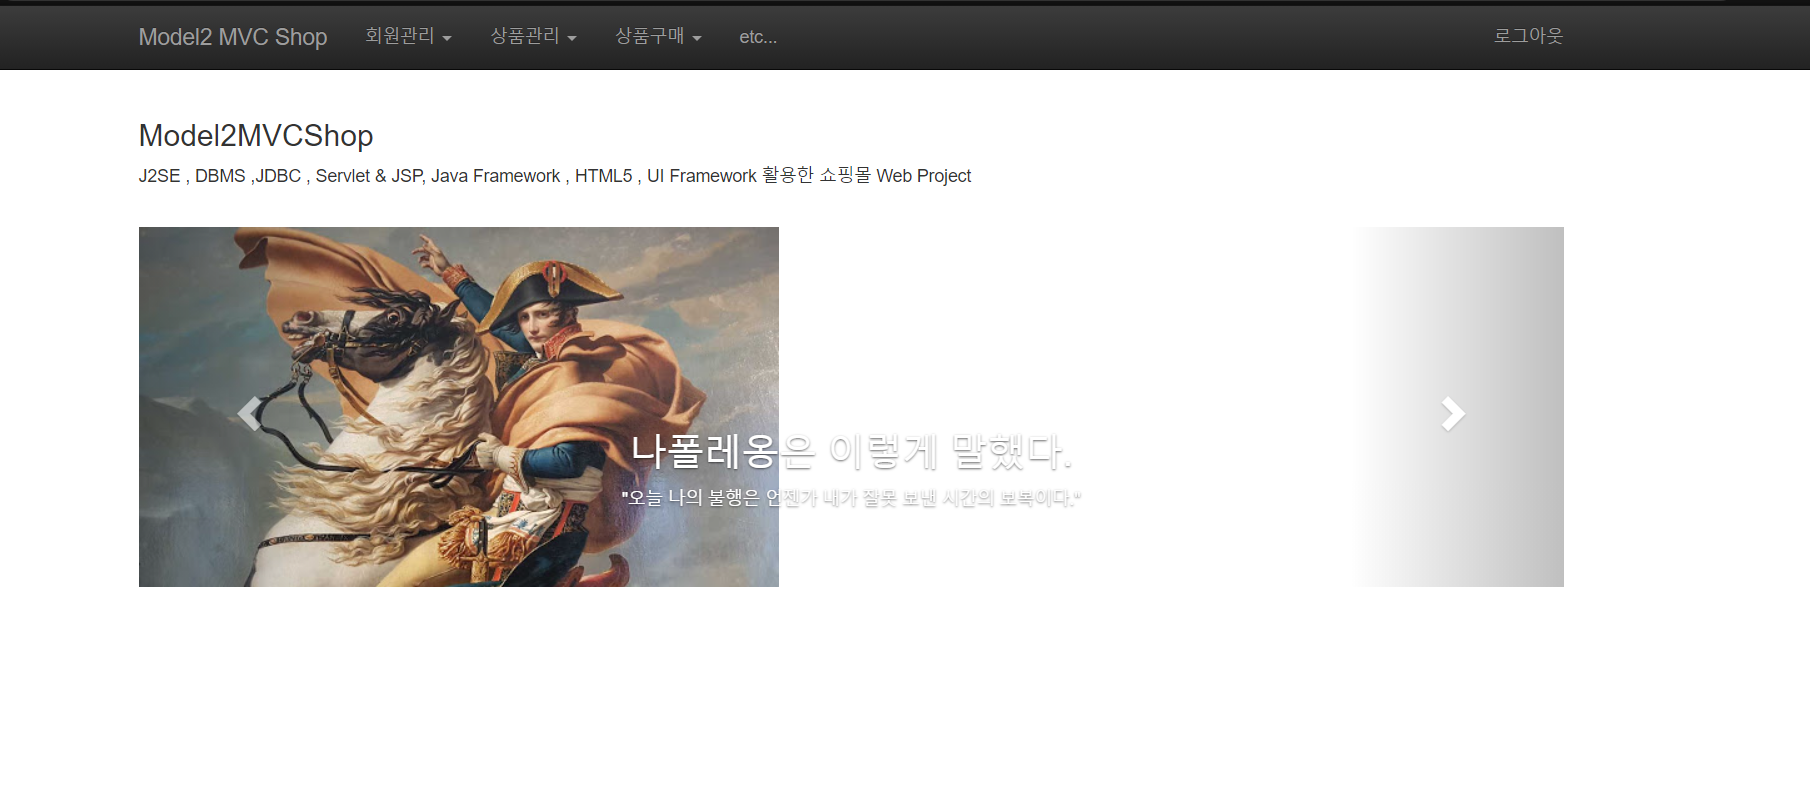 Model2 MVC Shop 회원관리 상품관리 상품구매 etc... 로그아웃
Model2MVCShop
J2SE , DBMS ,JDBC , Servlet & JSP, Java Framework , HTML5 , UI Framework 활용한 쇼핑몰 Web Project
나폴레옹은 이렇게 말했다.
"오늘 나의 불행은 언젠가 내가 잘못 보낸 시간의 보복이다."